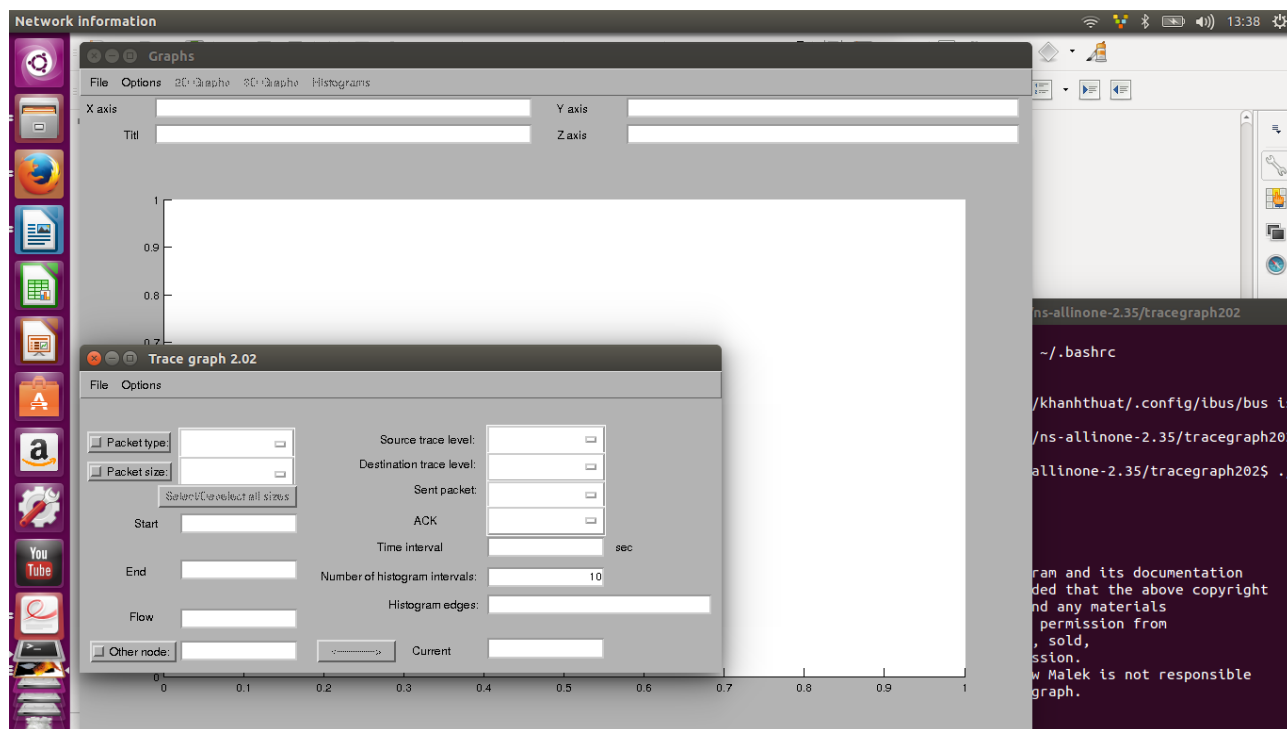 Network information
13:38
Graphs
File Options 2D Graphs 3D Graphs Histograms
X axis
Y axis
Titl
Z axis
1
0.9
0.8
0.7
0
0 0.1 0.2 0.3 0.4 0.5 0.6 0.7 0.8 0.9 1
Trace graph 2.02
File Options
Packet type:
Packet size:
Select/Deselect all sizes
Start
End
Flow
Other node:
Source trace level:
Destination trace level:
Sent packet:
ACK
Time interval
sec
Number of histogram intervals:
10
Histogram edges:
<------------>
Current
a
You
Tube
/ns-allinone-2.35/tracegraph202
~/.bashrc
/khanhthuat/.config/ibus/bus i
/ns-allinone-2.35/tracegraph20
allinone-2.35/tracegraph202$ .
ram and its documentation
ded that the above copyright
nd any materials
permission from
, sold,
ssion.
w Malek is not responsible
graph.